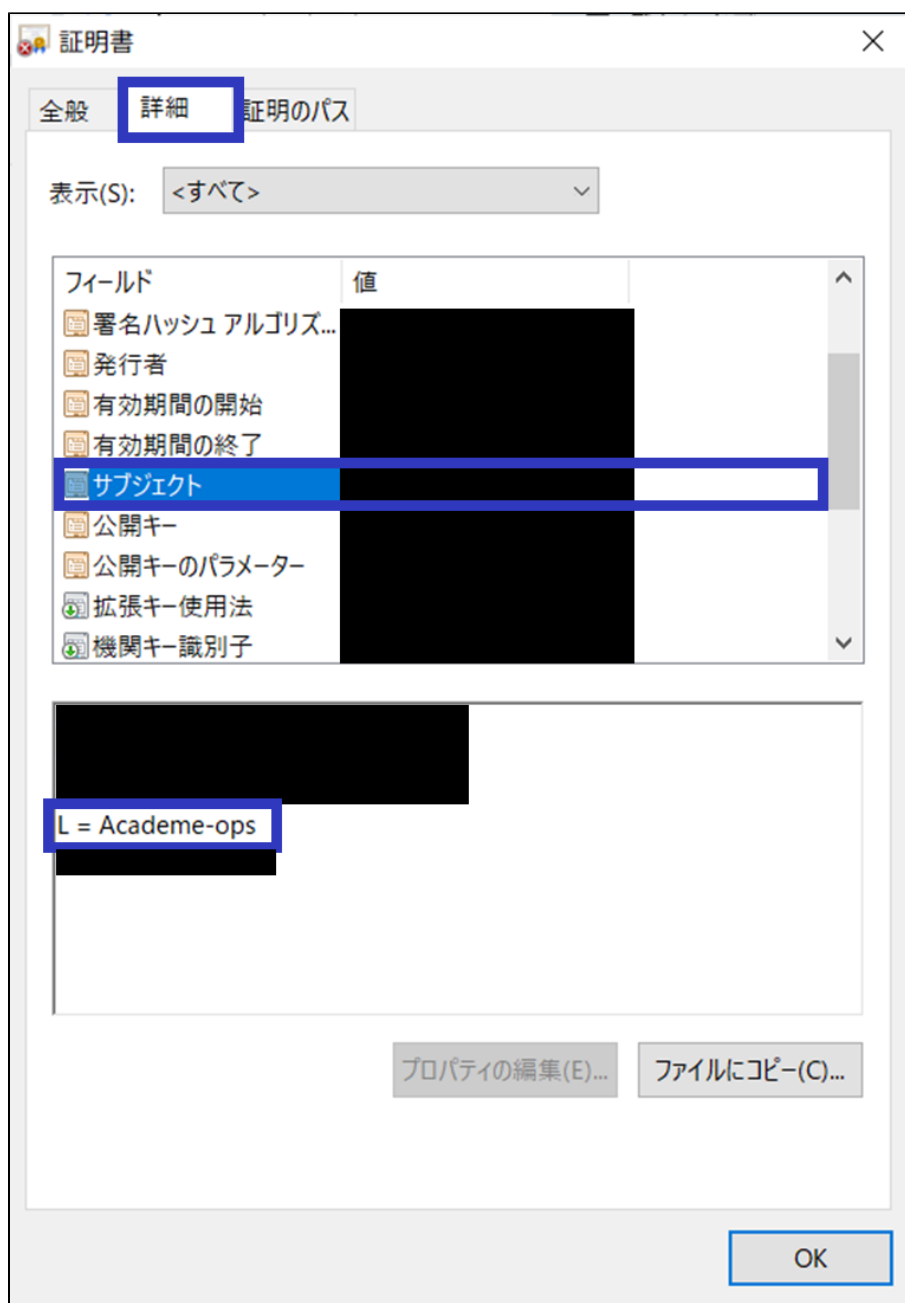 証明書
全般 詳細 証明のパス
表示(S): <すべて>
フィールド 値
署名ハッシュ アルゴリズ...
発行者
有効期間の開始
有効期間の終了
サブジェクト
公開キー
公開キーのパラメーター
拡張キー使用法
機関キー識別子
L = Academe-ops
プロパティの編集(E)... ファイルにコピー(C)...
OK